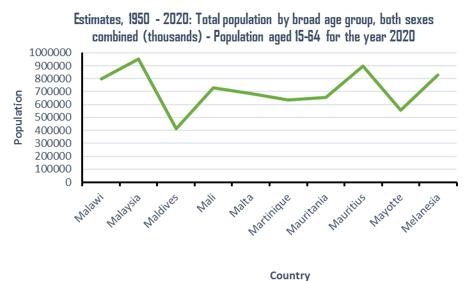 Estimates, 1950 - 2020: Total population by broad age group, both sexes
combined (thousands) - Population aged 15-64 for the year 2020
1000000
900000
800000
700000
600000
500000
400000
300000
200000
100000
0
Population
Malawi
Malaysia
Maldives
Mali
Malta
Martinique
Mauritania
Mauritius
Mayotte
Melanesia
Country